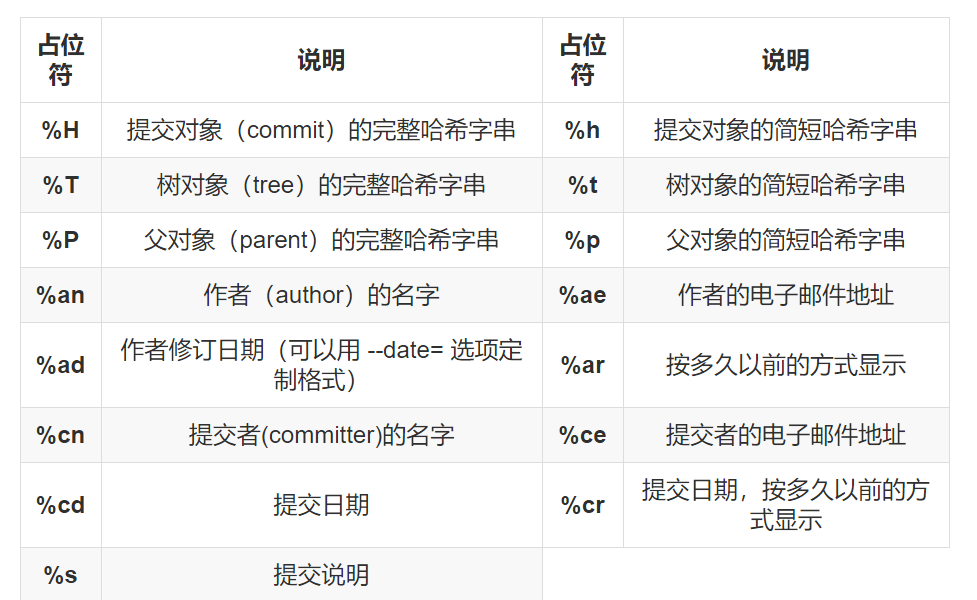 占位符 说明 占位符 说明
%H 提交对象（commit）的完整哈希字串 %h 提交对象的简短哈希字串
%T 树对象（tree）的完整哈希字串 %t 树对象的简短哈希字串
%P 父对象（parent）的完整哈希字串 %p 父对象的简短哈希字串
%an 作者（author）的名字 %ae 作者的电子邮件地址
%ad 作者修订日期（可以用 --date= 选项定制格式） %ar 按多久以前的方式显示
%cn 提交者(committer)的名字 %ce 提交者的电子邮件地址
%cd 提交日期 %cr 提交日期，按多久以前的方式显示
%s 提交说明